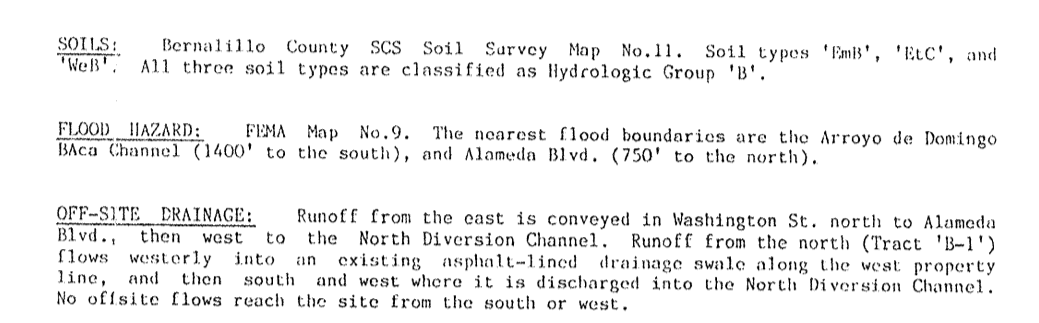 SOILS: Bernalillo County SCS Soil Survey Map No.11. Soil types 'EmB', 'EtC', and
'WeB'. All three soil types are classified as Hydrologic Group 'B'.
FLOOD HAZARD: FEMA Map No.9. The nearest flood boundaries are the Arroyo de Domingo
BAca Channel (1400' to the south), and Alameda Blvd. (750' to the north).
OFF-SITE DRAINAGE: Runoff from the east is conveyed in Washington St. north to Alameda
Blvd., then west to the North Diversion Channel. Runoff from the north (Tract 'B-1')
flows westerly into an existing asphalt-lined drainage swale along the west property
line, and then south and west where it is discharged into the North Diversion Channel.
No offsite flows reach the site from the south or west.